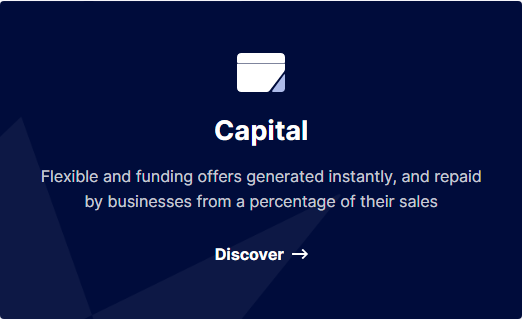 Capital
Flexible and funding offers generated instantly, and repaid
by businesses from a percentage of their sales
Discover →